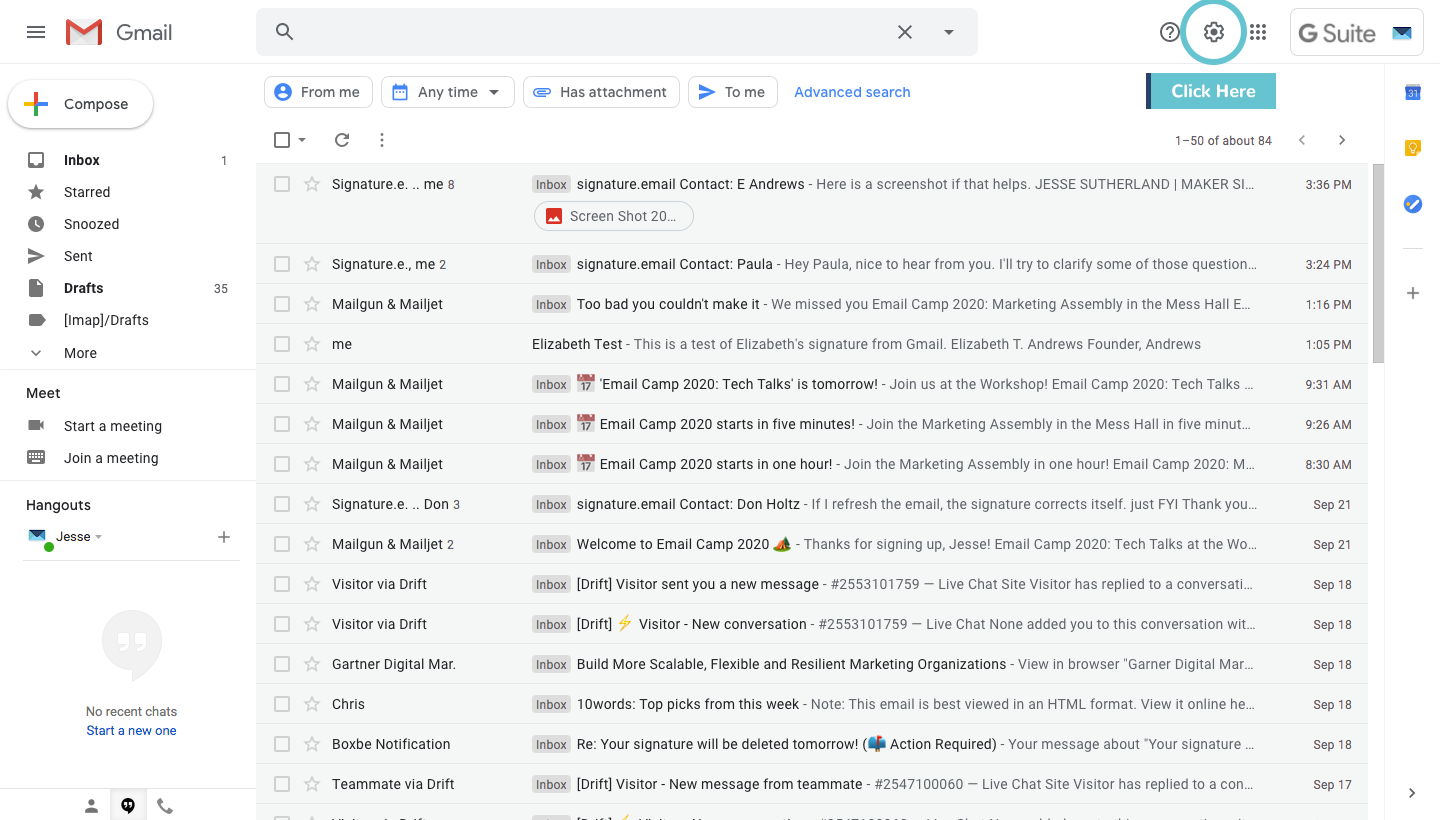 Gmail
G Suite
Compose
From me
Any time
Has attachment
To me
Advanced search
Click Here
31
1–50 of about 84
Inbox 1
Starred
Snoozed
Sent
Drafts 35
[Imap]/Drafts
More
Meet
Start a meeting
Join a meeting
Hangouts
Jesse
No recent chats
Start a new one
Signature.e. .. me 8 Inbox signature.email Contact: E Andrews - Here is a screenshot if that helps. JESSE SUTHERLAND | MAKER SI… 3:36 PM
Screen Shot 20…
Signature.e., me 2 Inbox signature.email Contact: Paula - Hey Paula, nice to hear from you. I'll try to clarify some of those question… 3:24 PM
Mailgun & Mailjet Inbox Too bad you couldn't make it - We missed you Email Camp 2020: Marketing Assembly in the Mess Hall E… 1:16 PM
me Elizabeth Test - This is a test of Elizabeth's signature from Gmail. Elizabeth T. Andrews Founder, Andrews 1:05 PM
Mailgun & Mailjet Inbox 📅 'Email Camp 2020: Tech Talks' is tomorrow! - Join us at the Workshop! Email Camp 2020: Tech Talks … 9:31 AM
Mailgun & Mailjet Inbox 📅 Email Camp 2020 starts in five minutes! - Join the Marketing Assembly in the Mess Hall in five minut… 9:26 AM
Mailgun & Mailjet Inbox 📅 Email Camp 2020 starts in one hour! - Join the Marketing Assembly in one hour! Email Camp 2020: M… 8:30 AM
Signature.e. .. Don 3 Inbox signature.email Contact: Don Holtz - If I refresh the email, the signature corrects itself. just FYI Thank you… Sep 21
Mailgun & Mailjet 2 Inbox Welcome to Email Camp 2020 🏕️ - Thanks for signing up, Jesse! Email Camp 2020: Tech Talks at the Wo… Sep 21
Visitor via Drift Inbox [Drift] Visitor sent you a new message - #2553101759 — Live Chat Site Visitor has replied to a conversati… Sep 18
Visitor via Drift Inbox [Drift] ⚡ Visitor - New conversation - #2553101759 — Live Chat None added you to this conversation wit… Sep 18
Gartner Digital Mar. Inbox Build More Scalable, Flexible and Resilient Marketing Organizations - View in browser "Garner Digital Mar… Sep 18
Chris Inbox 10words: Top picks from this week - Note: This email is best viewed in an HTML format. View it online he… Sep 18
Boxbe Notification Inbox Re: Your signature will be deleted tomorrow! (📫 Action Required) - Your message about "Your signature … Sep 18
Teammate via Drift Inbox [Drift] Visitor - New message from teammate - #2547100060 — Live Chat Site Visitor has replied to a con… Sep 17